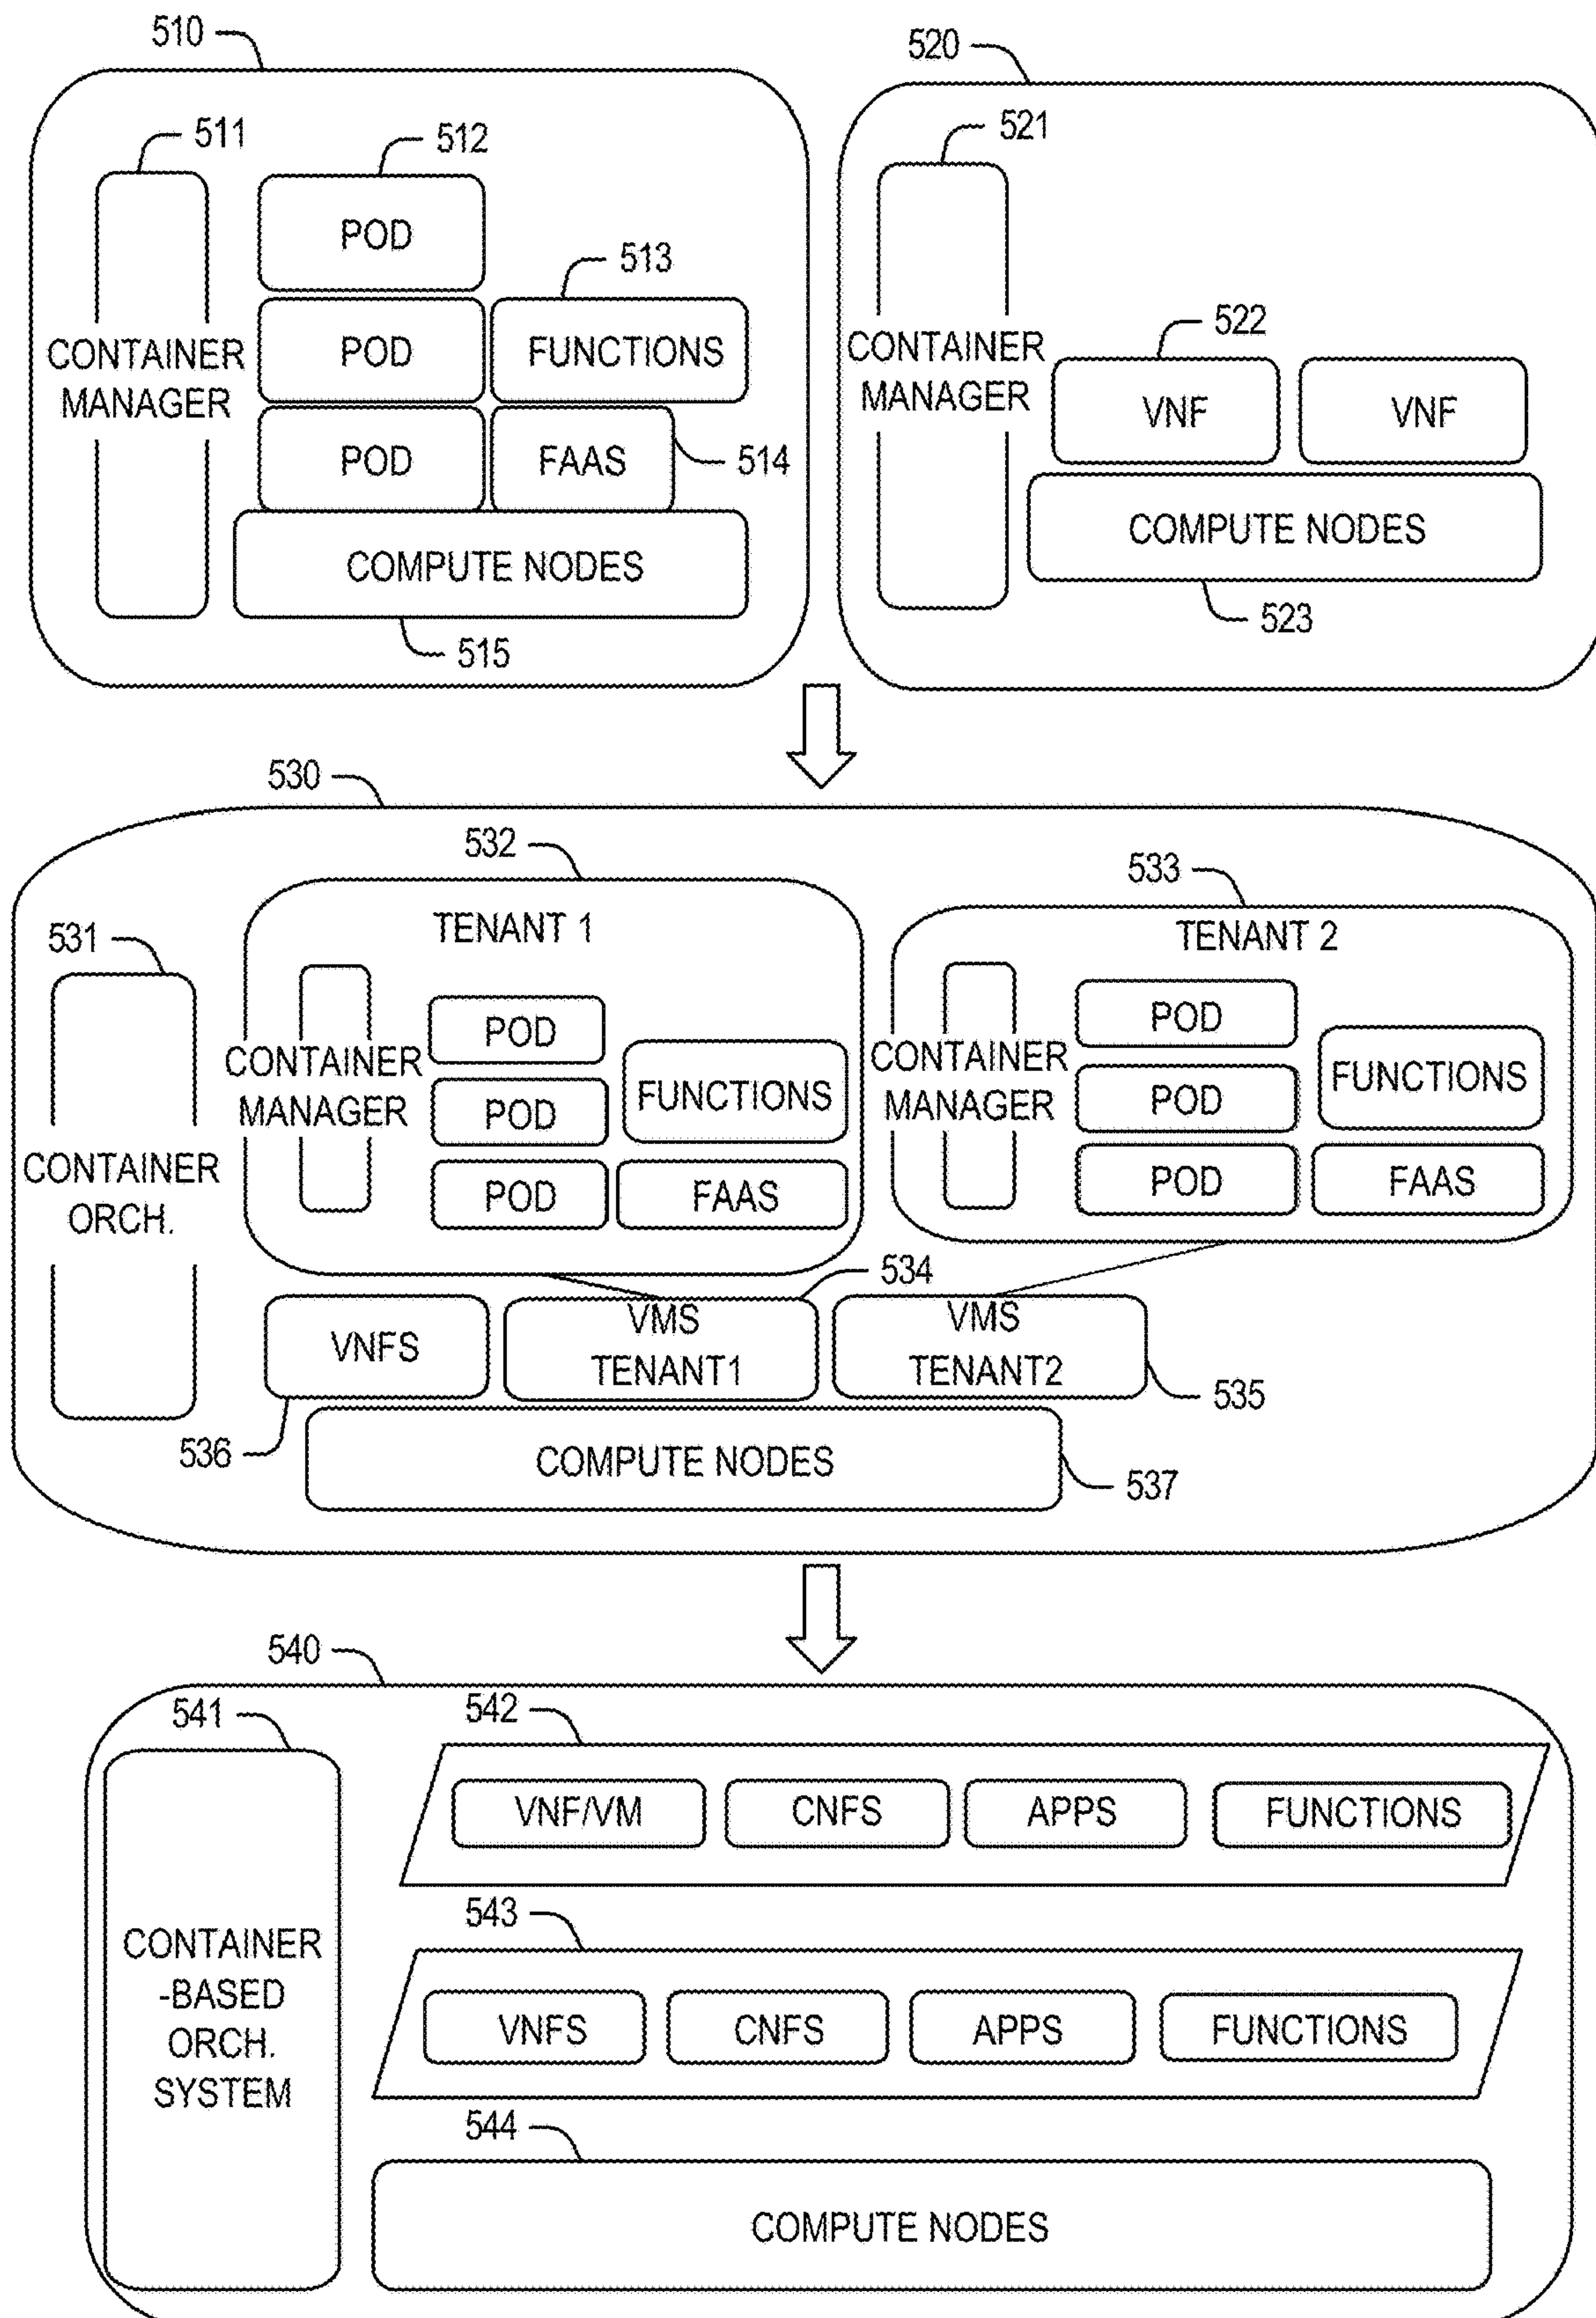 510
511
512
POD
513
CONTAINER
MANAGER
POD
FUNCTIONS
POD
FAAS
514
COMPUTE NODES
515
520
521
CONTAINER
MANAGER
522
VNF
VNF
COMPUTE NODES
523
530
531
CONTAINER
ORCH.
532
TENANT 1
CONTAINER
MANAGER
POD
POD
FUNCTIONS
POD
FAAS
533
TENANT 2
CONTAINER
MANAGER
POD
POD
FUNCTIONS
POD
FAAS
534
VNFS
VMS
TENANT1
VMS
TENANT2
535
536
COMPUTE NODES
537
540
541
CONTAINER
-BASED
ORCH.
SYSTEM
542
VNF/VM
CNFS
APPS
FUNCTIONS
543
VNFS
CNFS
APPS
FUNCTIONS
544
COMPUTE NODES